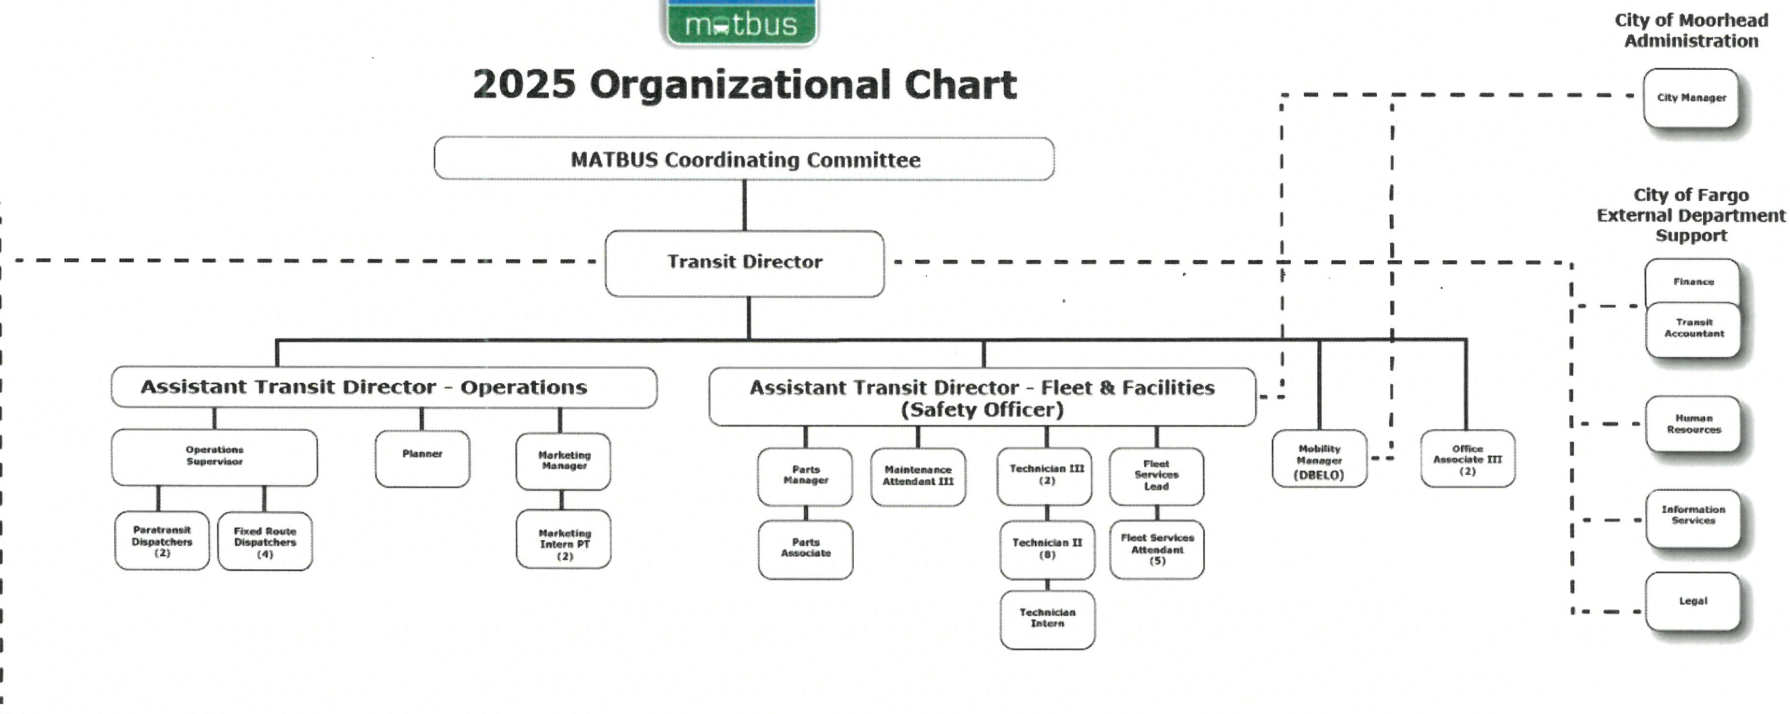 matbus
2025 Organizational Chart
City of Moorhead
Administration
City Manager
MATBUS Coordinating Committee
Transit Director
City of Fargo
External Department
Support
Finance
Transit
Accountant
Human
Resources
Information
Services
Legal
Assistant Transit Director - Operations
Operations
Supervisor
Paratransit
Dispatchers
(2)
Fixed Route
Dispatchers
(4)
Planner
Marketing
Manager
Marketing
Intern PT
(2)
Assistant Transit Director - Fleet & Facilities
(Safety Officer)
Parts
Manager
Parts
Associate
Maintenance
Attendant III
Technician III
(2)
Technician II
(8)
Technician
Intern
Fleet
Services
Lead
Fleet Services
Attendant
(5)
Mobility
Manager
(DBELO)
Office
Associate III
(2)